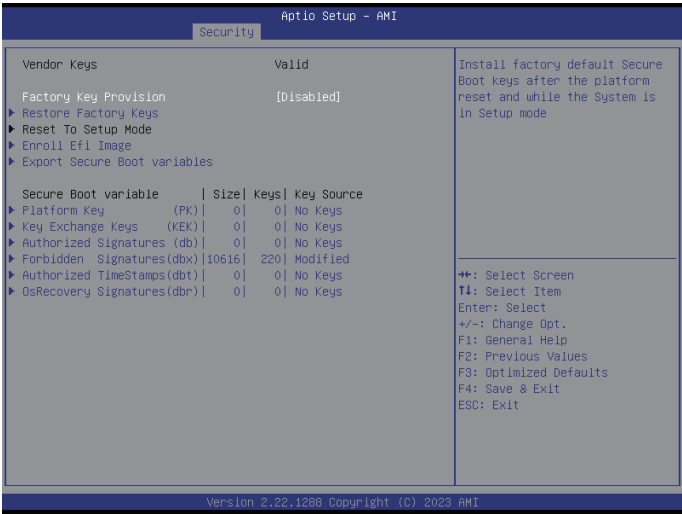 Aptio Setup - AMI
Security
Vendor Keys Valid
Factory Key Provision [Disabled]
▶ Restore Factory Keys
▶ Reset To Setup Mode
▶ Enroll Efi Image
▶ Export Secure Boot variables
Secure Boot variable | Size| Keys| Key Source
▶ Platform Key (PK)| 0| 0| No Keys
▶ Key Exchange Keys (KEK)| 0| 0| No Keys
▶ Authorized Signatures (db)| 0| 0| No Keys
▶ Forbidden Signatures(dbx)|10616| 220| Modified
▶ Authorized TimeStamps(dbt)| 0| 0| No Keys
▶ OsRecovery Signatures(dbr)| 0| 0| No Keys
Install factory default Secure
Boot keys after the platform
reset and while the System is
in Setup mode
→←: Select Screen
↑↓: Select Item
Enter: Select
+/-: Change Opt.
F1: General Help
F2: Previous Values
F3: Optimized Defaults
F4: Save & Exit
ESC: Exit
Version 2.22.1288 Copyright (C) 2023 AMI